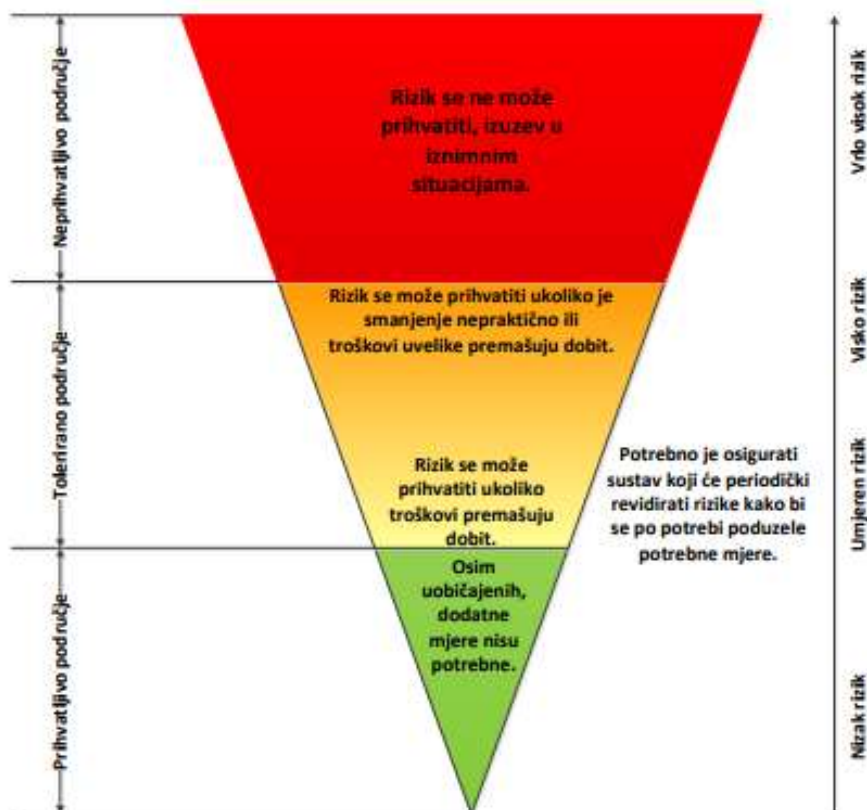 Neprihvatljivo područje
Rizik se ne može
prihvatiti, izuzev u
iznimnim
situacijama.
Vrlo visok rizik
Tolerirano područje
Rizik se može prihvatiti ukoliko je
smanjenje nepraktično ili
troškovi uvelike premašuju dobit.
Visko rizik
Rizik se može
prihvatiti ukoliko
troškovi premašuju
dobit.
Potrebno je osigurati
sustav koji će periodički
revidirati rizike kako bi
se po potrebi poduzele
potrebne mjere.
Umjeren rizik
Prihvatljivo područje
Osim
uobičajenih,
dodatne
mjere nisu
potrebne.
Nizak rizik